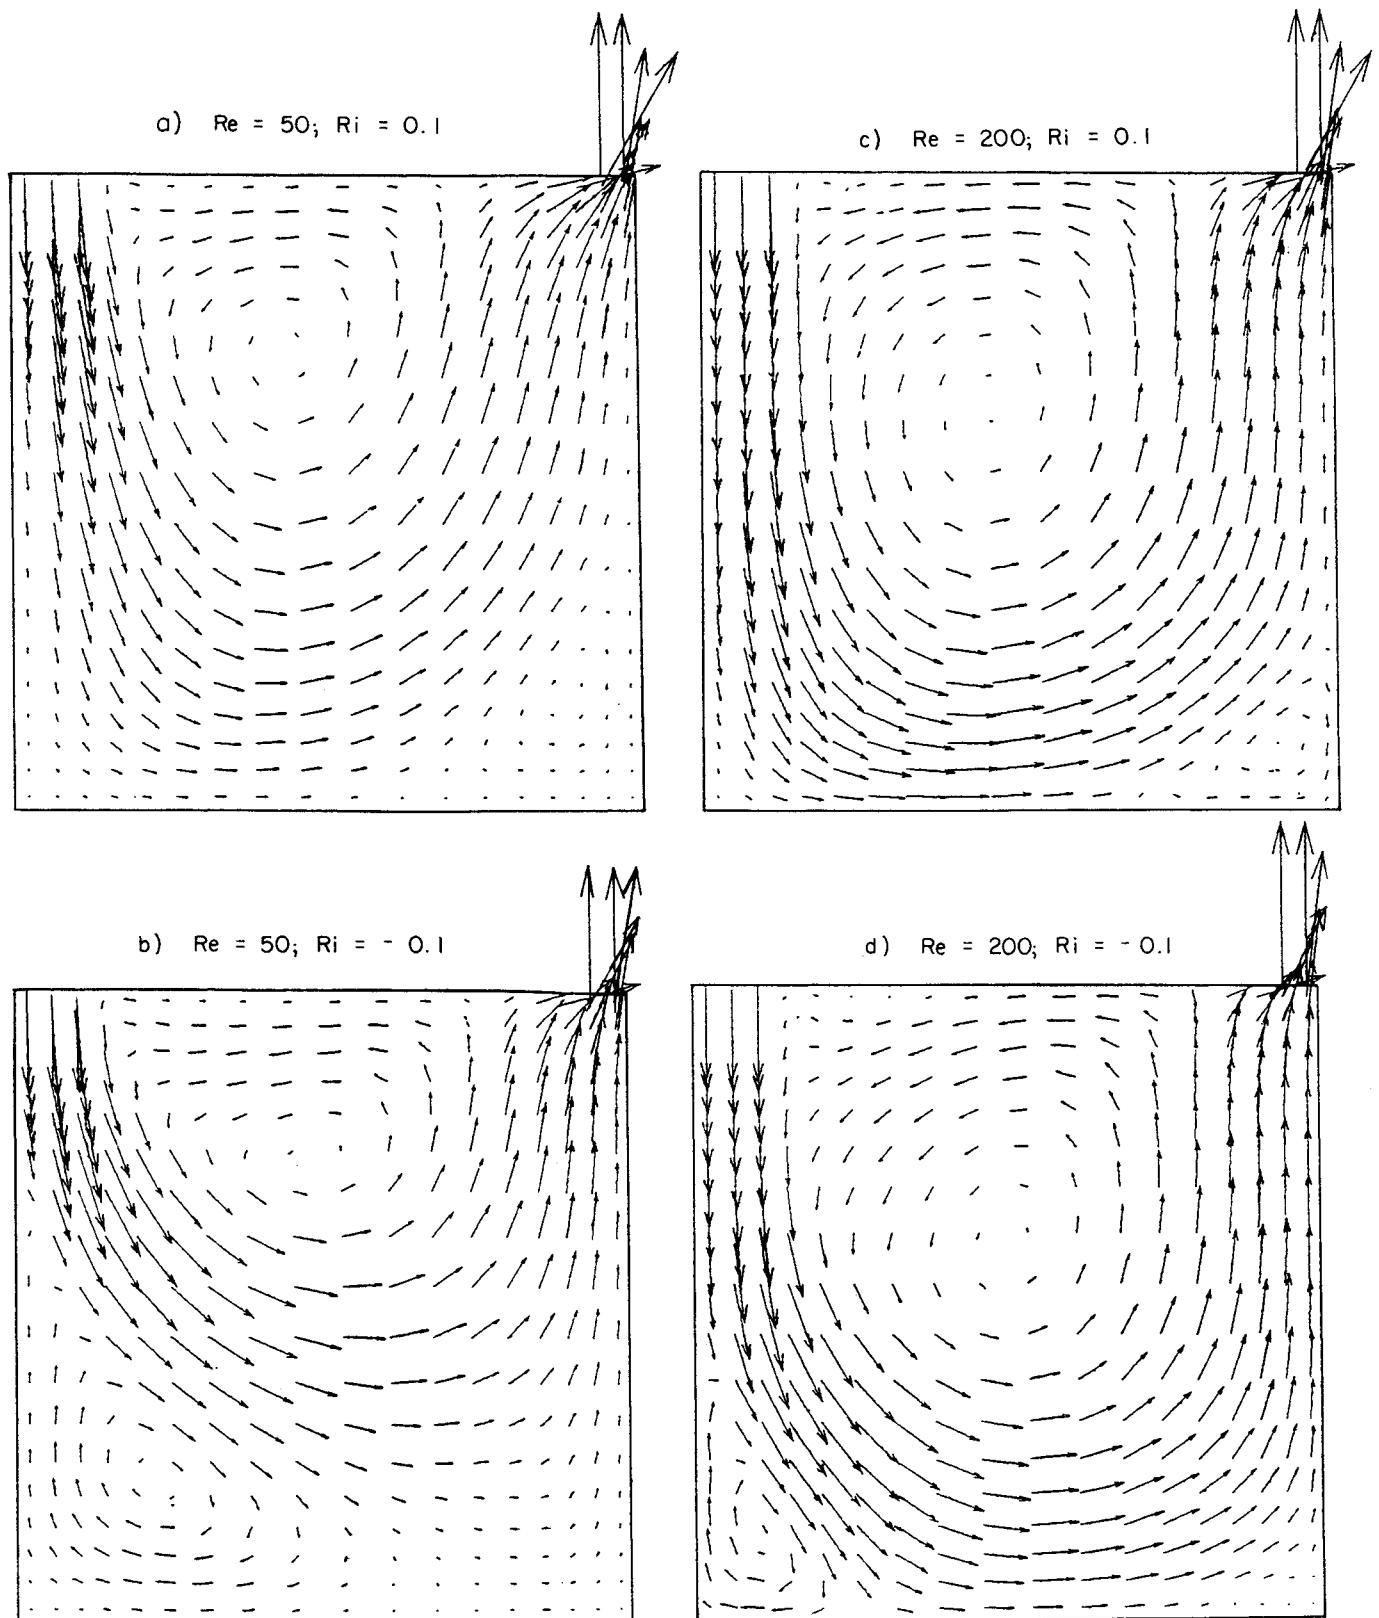 a) Re = 50; Ri = 0.1
c) Re = 200; Ri = 0.1
b) Re = 50; Ri = - 0.1
d) Re = 200; Ri = - 0.1